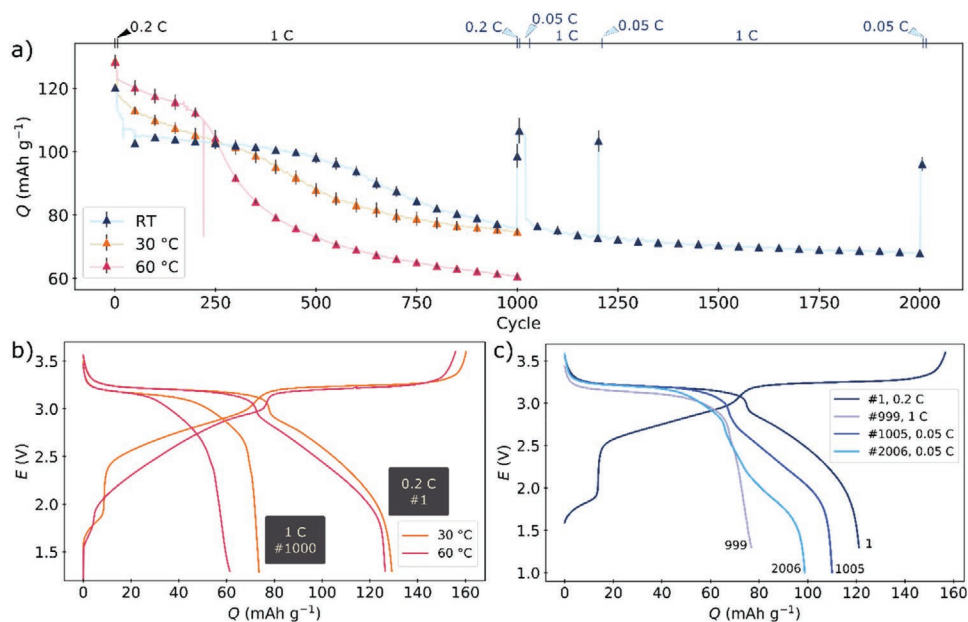 0.2 C 1 C 0.2 C 0.05 C 1 C 0.05 C 1 C 0.05 C
a)
Q (mAh g⁻¹)
120
100
80
60
RT
30 °C
60 °C
0 250 500 750 1000 1250 1500 1750 2000
Cycle
b)
E (V)
3.5
3.0
2.5
2.0
1.5
0.2 C
#1
1 C
#1000
30 °C
60 °C
0 20 40 60 80 100 120 140 160
Q (mAh g⁻¹)
c)
E (V)
3.5
3.0
2.5
2.0
1.5
1.0
#1, 0.2 C
#999, 1 C
#1005, 0.05 C
#2006, 0.05 C
999
1
2006
1005
0 20 40 60 80 100 120 140 160
Q (mAh g⁻¹)